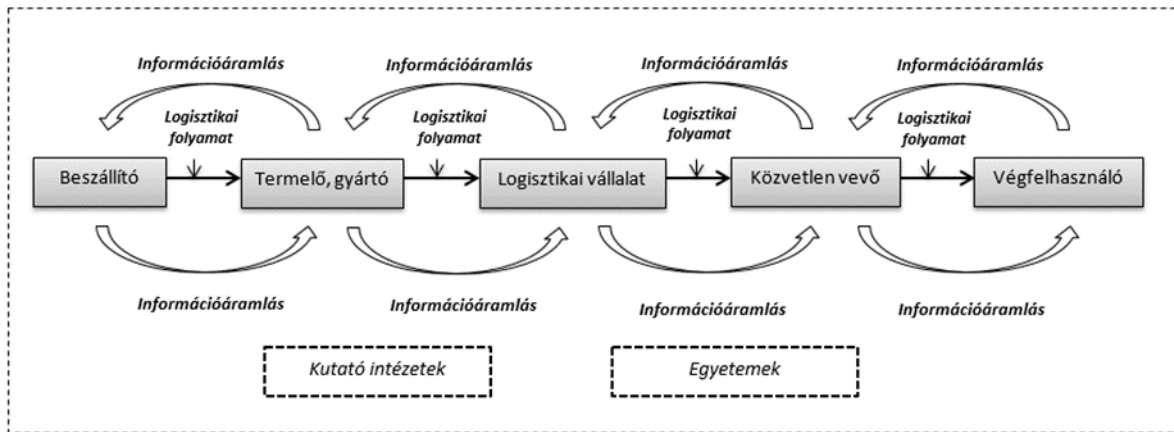 Információáramlás
Információáramlás
Információáramlás
Információáramlás
Logisztikai
folyamat
Logisztikai
folyamat
Logisztikai
folyamat
Logisztikai
folyamat
Beszállító
Termelő, gyártó
Logisztikai vállalat
Közvetlen vevő
Végfelhasználó
Információáramlás
Információáramlás
Információáramlás
Információáramlás
Kutató intézetek
Egyetemek